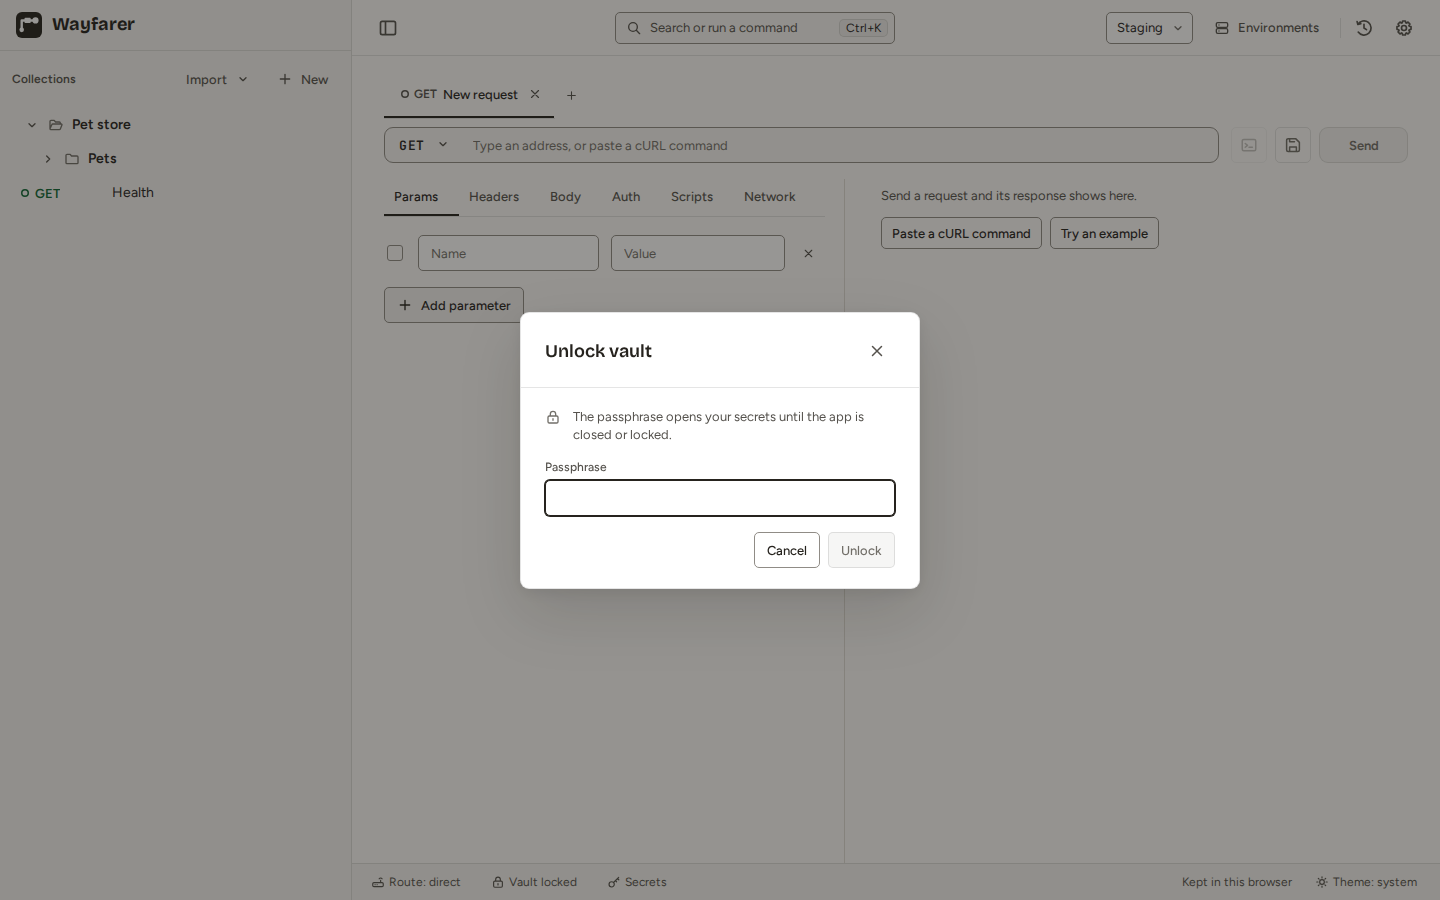 Wayfarer
Search or run a command Ctrl+K
Staging
Environments
Collections Import New
GET New request
Pet store
GET Type an address, or paste a cURL command Send
Pets
GET Health
Params Headers Body Auth Scripts Network
Send a request and its response shows here.
Paste a cURL command Try an example
Name Value
Add parameter
Unlock vault
The passphrase opens your secrets until the app is
closed or locked.
Passphrase
Cancel Unlock
Route: direct Vault locked Secrets Kept in this browser Theme: system